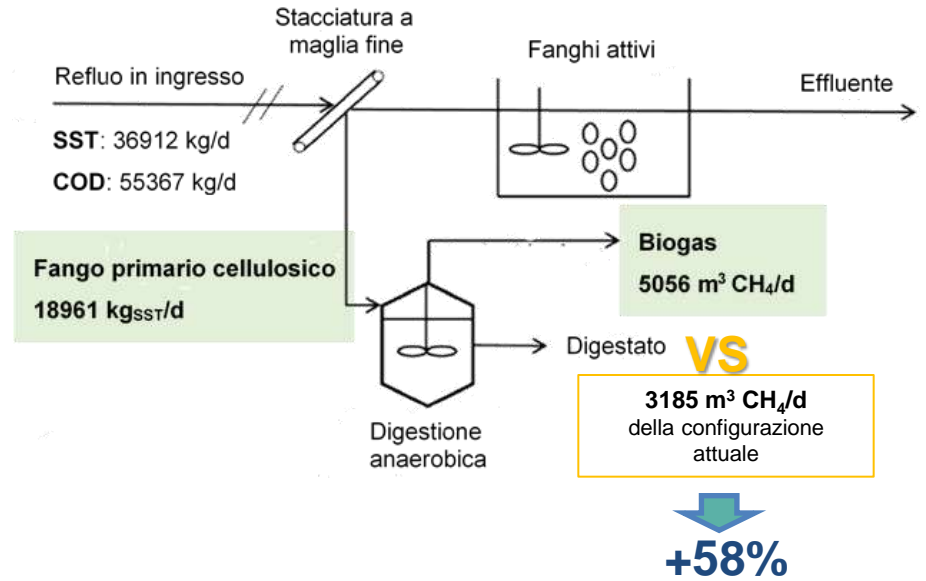 Stacciatura a
maglia fine
Fanghi attivi
Refluo in ingresso
Effluente
SST: 36912 kg/d
COD: 55367 kg/d
Fango primario cellulosico
18961 kgSST/d
Biogas
5056 m³ CH₄/d
Digestato
VS
3185 m³ CH₄/d
della configurazione
attuale
Digestione
anaerobica
+58%